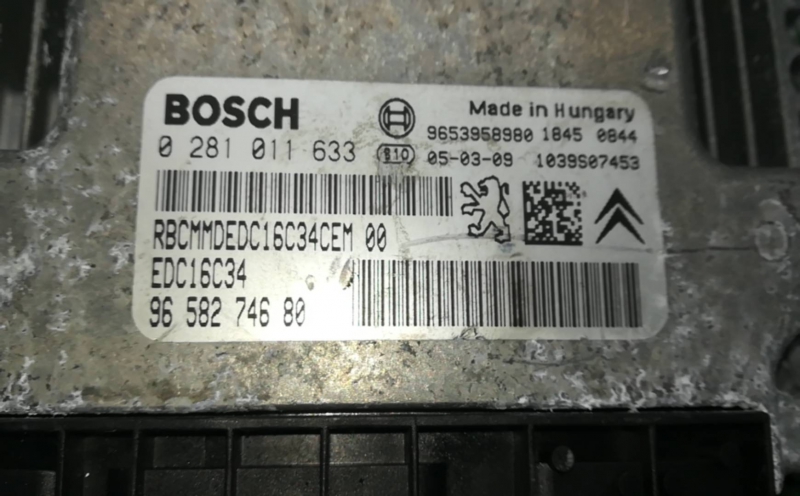 BOSCH
Made in Hungary
9653958980 1845 0844
0 281 011 633
810 05-03-09 1039S07453
RBCMMDEDC16C34CEM 00
EDC16C34
96 582 746 80